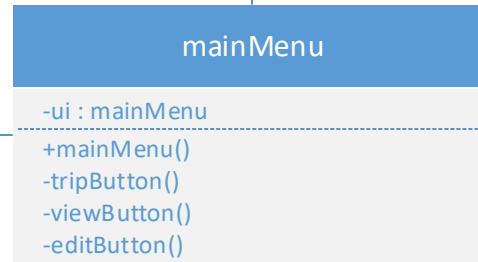 mainMenu
-ui : mainMenu
+mainMenu()
-tripButton()
-viewButton()
-editButton()